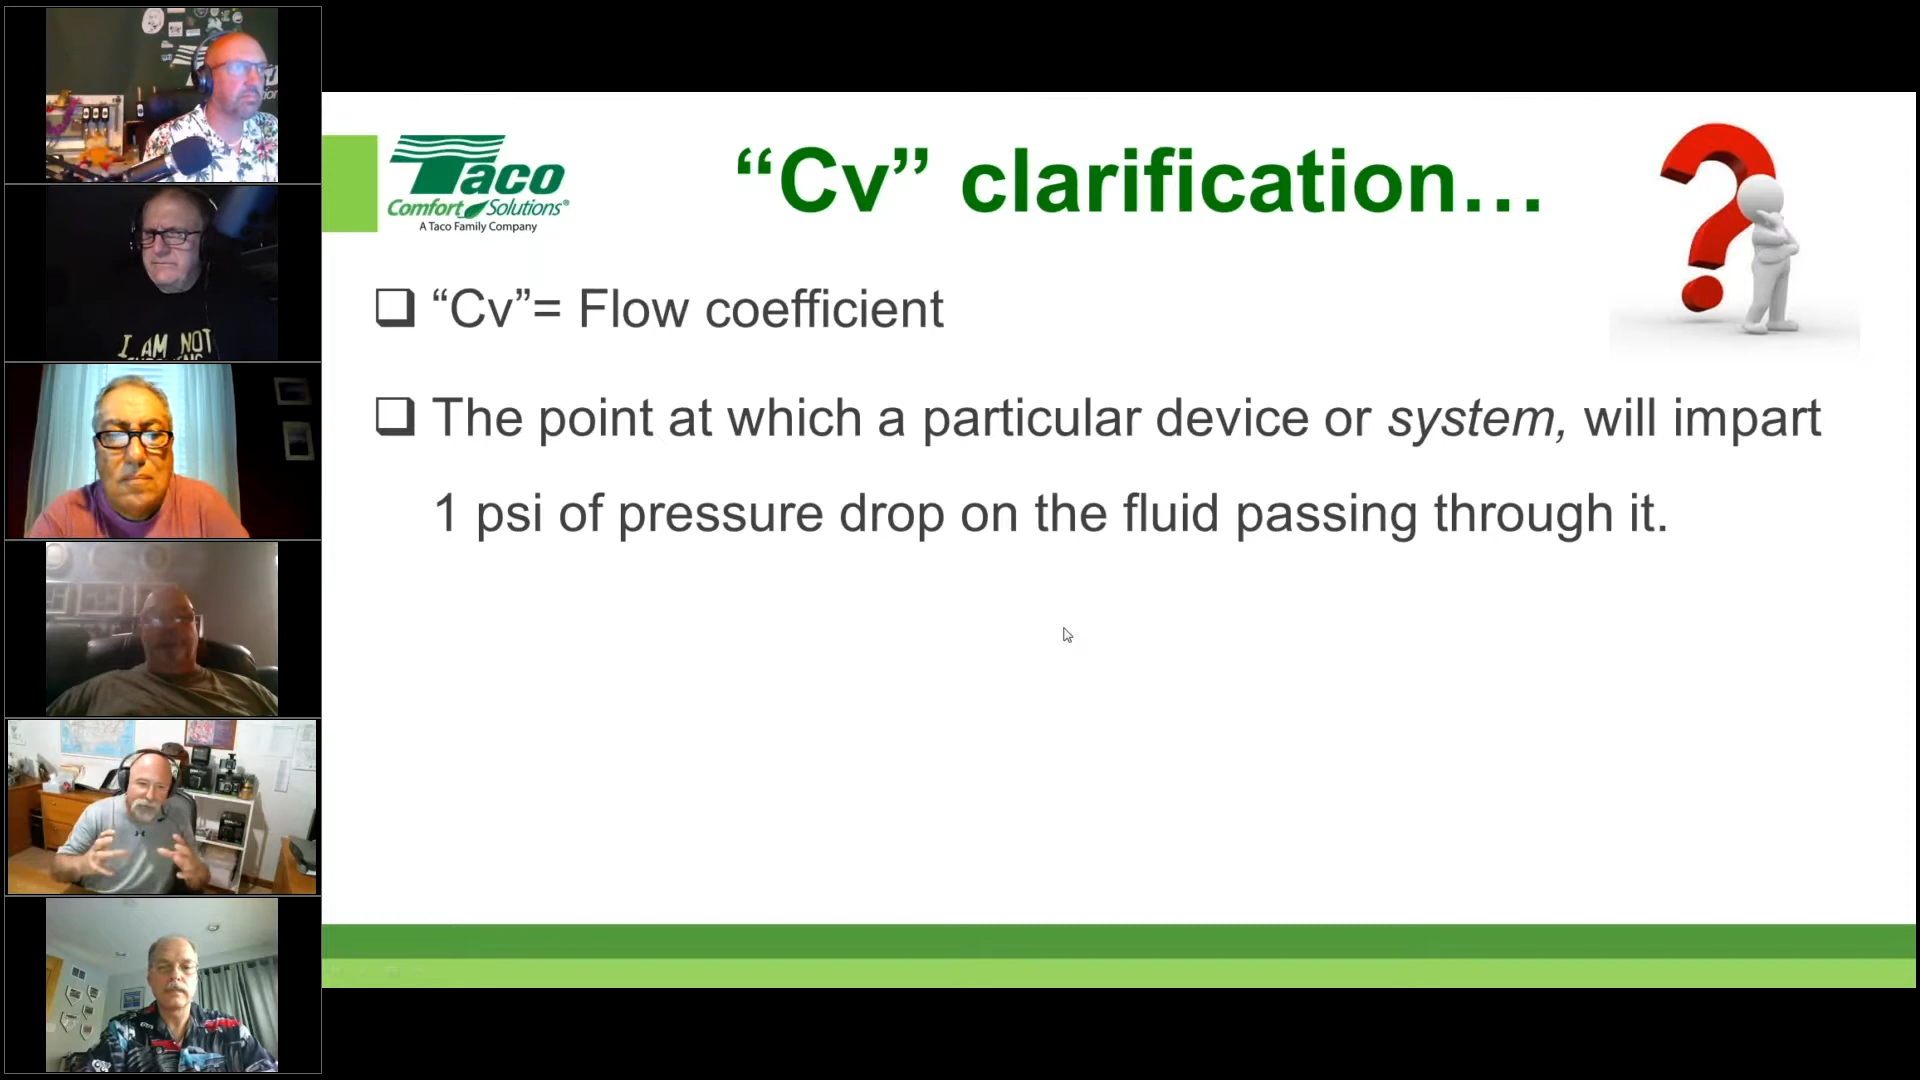 Taco
Comfort Solutions®
A Taco Family Company
“Cv” clarification…
❑ “Cv”= Flow coefficient
❑ The point at which a particular device or system, will impart
1 psi of pressure drop on the fluid passing through it.
I AM NOT